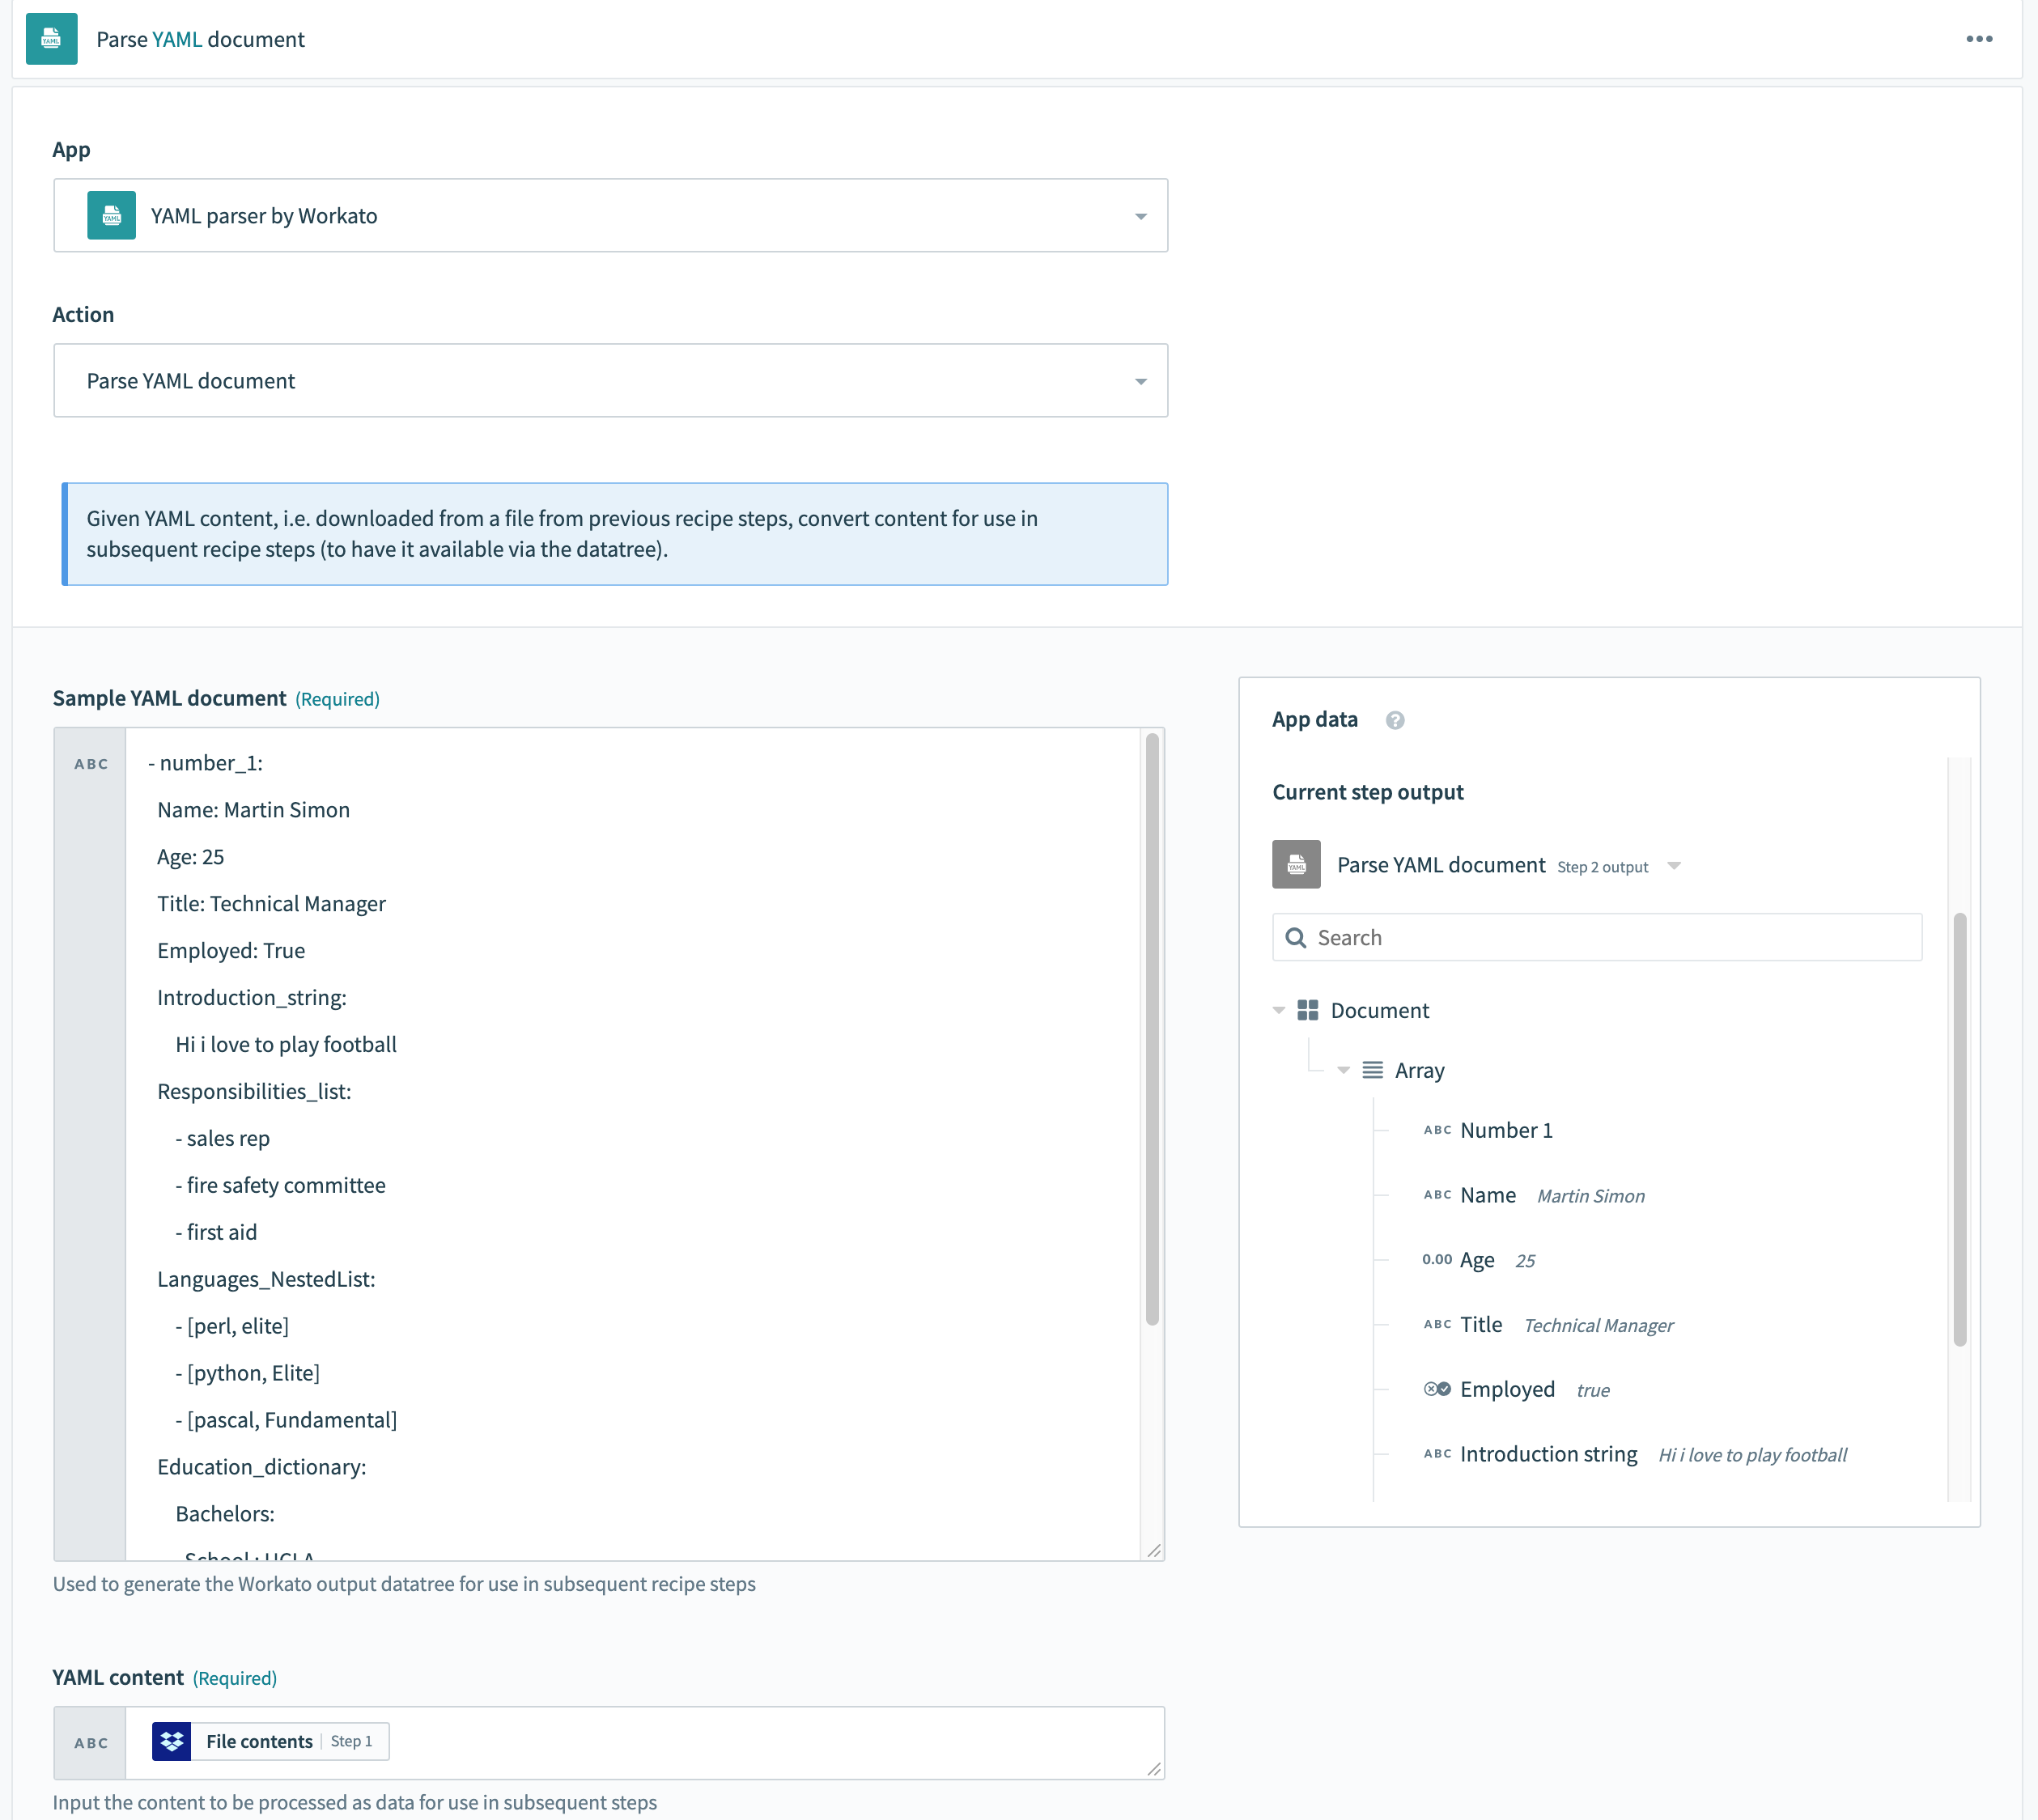 Parse YAML document
App
YAML parser by Workato
Action
Parse YAML document
Given YAML content, i.e. downloaded from a file from previous recipe steps, convert content for use in
subsequent recipe steps (to have it available via the datatree).
Sample YAML document (Required)
ABC
- number_1:
Name: Martin Simon
Age: 25
Title: Technical Manager
Employed: True
Introduction_string:
Hi i love to play football
Responsibilities_list:
- sales rep
- fire safety committee
- first aid
Languages_NestedList:
- [perl, elite]
- [python, Elite]
- [pascal, Fundamental]
Education_dictionary:
Bachelors:
School : UCLA
Used to generate the Workato output datatree for use in subsequent recipe steps
App data ?
Current step output
Parse YAML document Step 2 output
Search
Document
Array
ABC Number 1
ABC Name Martin Simon
0.00 Age 25
ABC Title Technical Manager
Employed true
ABC Introduction string Hi i love to play football
YAML content (Required)
ABC
File contents Step 1
Input the content to be processed as data for use in subsequent steps